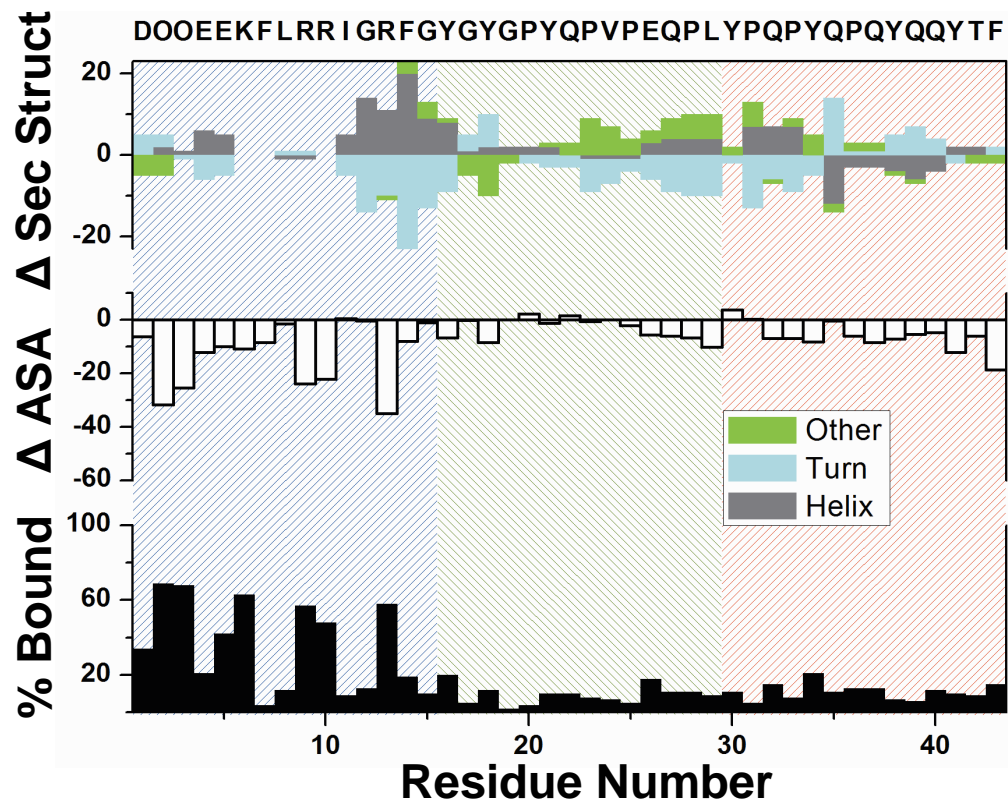 DOOEEKFLRRIGRFGYGYGPYQPVPEQPLYPQPYQPQYQQYTF
Δ Sec Struct
20
0
-20
Δ ASA
0
-20
-40
-60
Other
Turn
Helix
% Bound
100
60
20
10
20
30
40
Residue Number